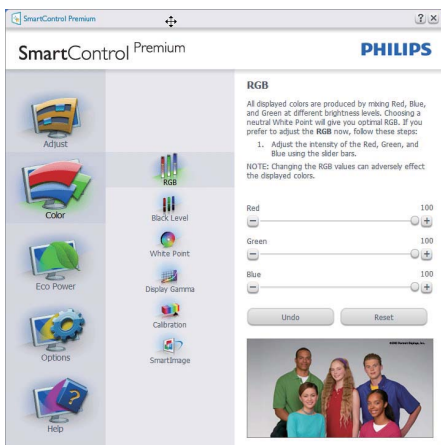 SmartControl Premium
SmartControl Premium
PHILIPS
Adjust
Color
Eco Power
Options
Help
RGB
Black Level
White Point
Display Gamma
Calibration
SmartImage
RGB
All displayed colors are produced by mixing Red, Blue,
and Green at different brightness levels. Choosing a
neutral White Point will give you optimal RGB. If you
prefer to adjust the RGB now, follow these steps:
1. Adjust the intensity of the Red, Green, and
Blue using the slider bars.
NOTE: Changing the RGB values can adversely effect
the displayed colors.
Red 100
Green 100
Blue 100
Undo Reset